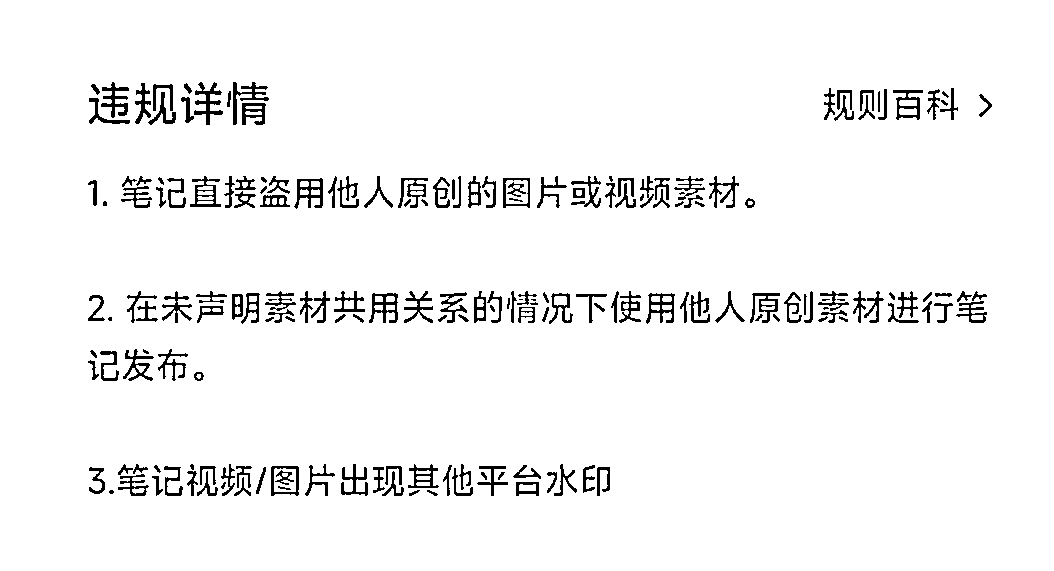 违规详情
规则百科 >
1. 笔记直接盗用他人原创的图片或视频素材。
2. 在未声明素材共用关系的情况下使用他人原创素材进行笔
记发布。
3.笔记视频/图片出现其他平台水印